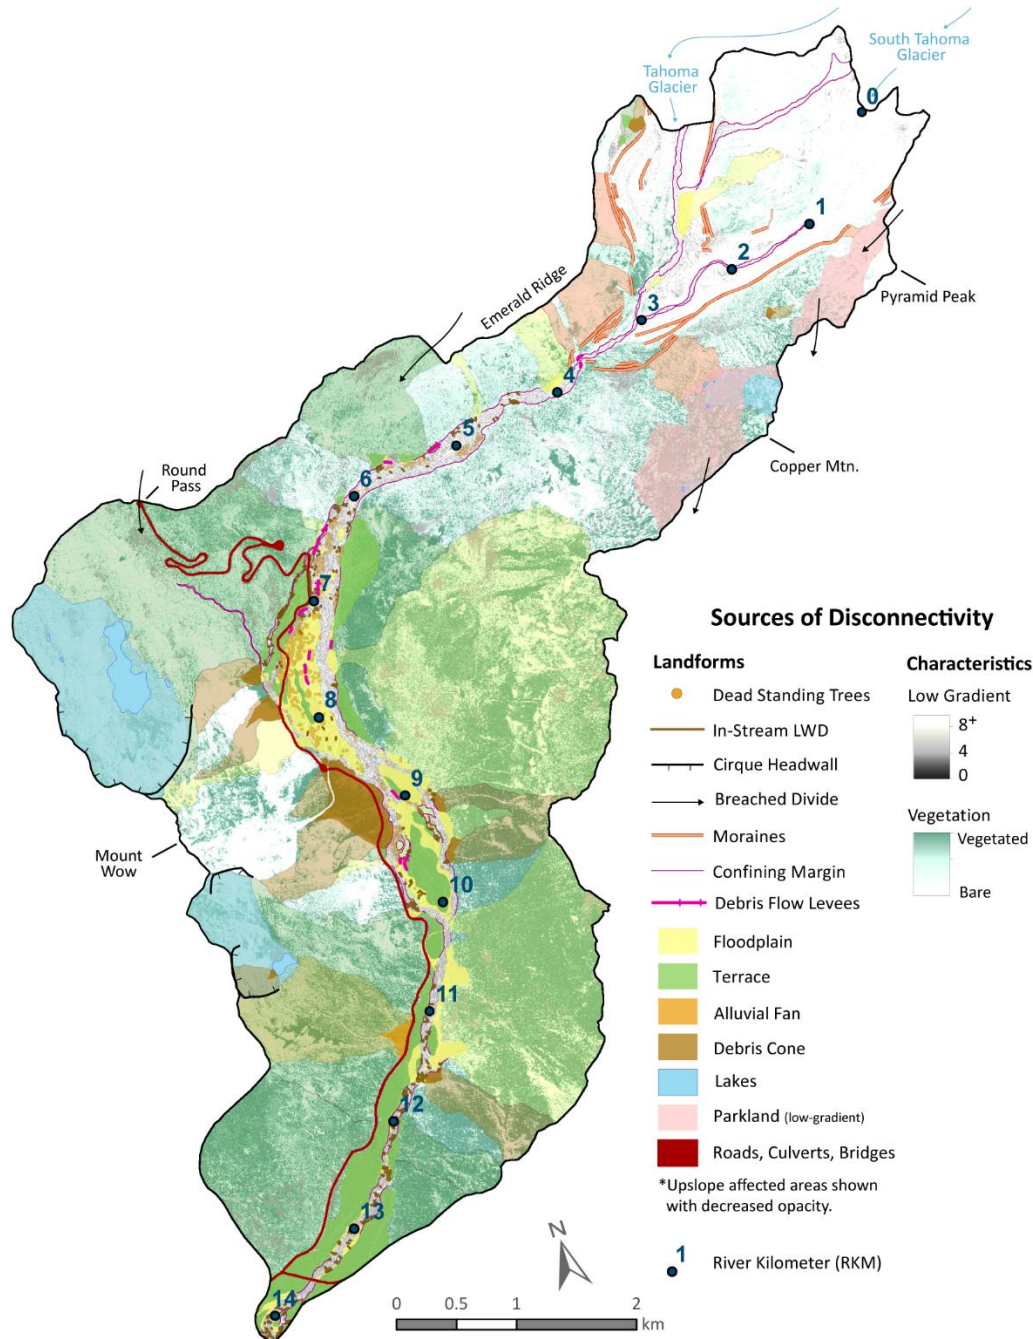 South Tahoma
Glacier
Tahoma
Glacier
0
1
2
Pyramid Peak
3
Emerald Ridge
4
5
Copper Mtn.
Round
Pass
6
7
8
9
Mount
Wow
10
11
12
13
14
Sources of Disconnectivity
Landforms
Dead Standing Trees
In-Stream LWD
Cirque Headwall
Breached Divide
Moraines
Confining Margin
Debris Flow Levees
Floodplain
Terrace
Alluvial Fan
Debris Cone
Lakes
Parkland (low-gradient)
Roads, Culverts, Bridges
*Upslope affected areas shown
with decreased opacity.
1
River Kilometer (RKM)
Characteristics
Low Gradient
8+
4
0
Vegetation
Vegetated
Bare
N
0 0.5 1 2
km